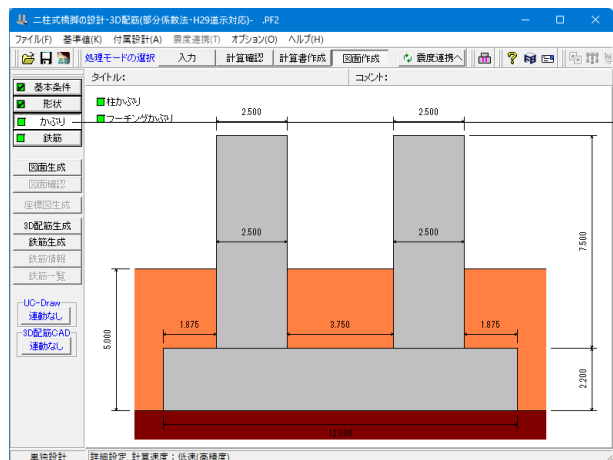 二柱式橋脚の設計・3D配筋(部分係数法・H29道示対応)- .PF2
ファイル(F) 基準値(K) 付属設計(A) 震度連携(T) オプション(O) ヘルプ(H)
処理モードの選択 入力 計算確認 計算書作成 図面作成 震度連携へ
タイトル: コメント:
基本条件
形状
かぶり
鉄筋
図面生成
図面確認
座標図生成
3D配筋生成
鉄筋生成
鉄筋情報
鉄筋一覧
UC-Draw
連動なし
3D配筋CAD
連動なし
柱かぶり
フーチングかぶり
2.500 2.500
2.500 2.500
7.500
1.875 3.750 1.875
5.000
2.200
13.500
単独設計 詳細設定 計算速度:低速(高精度)